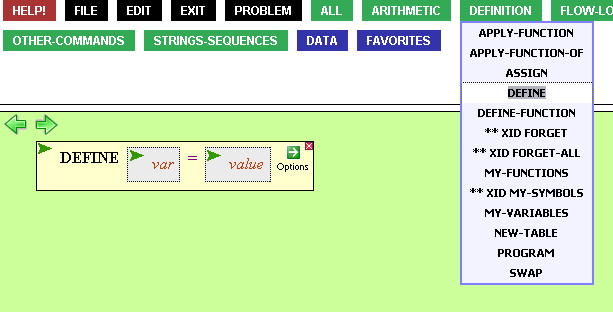 HELP! FILE EDIT EXIT PROBLEM ALL ARITHMETIC DEFINITION FLOW-LO
OTHER-COMMANDS STRINGS-SEQUENCES DATA FAVORITES
APPLY-FUNCTION
APPLY-FUNCTION-OF
ASSIGN
DEFINE
DEFINE-FUNCTION
** XID FORGET
** XID FORGET-ALL
MY-FUNCTIONS
** XID MY-SYMBOLS
MY-VARIABLES
NEW-TABLE
PROGRAM
SWAP
DEFINE var = value Options